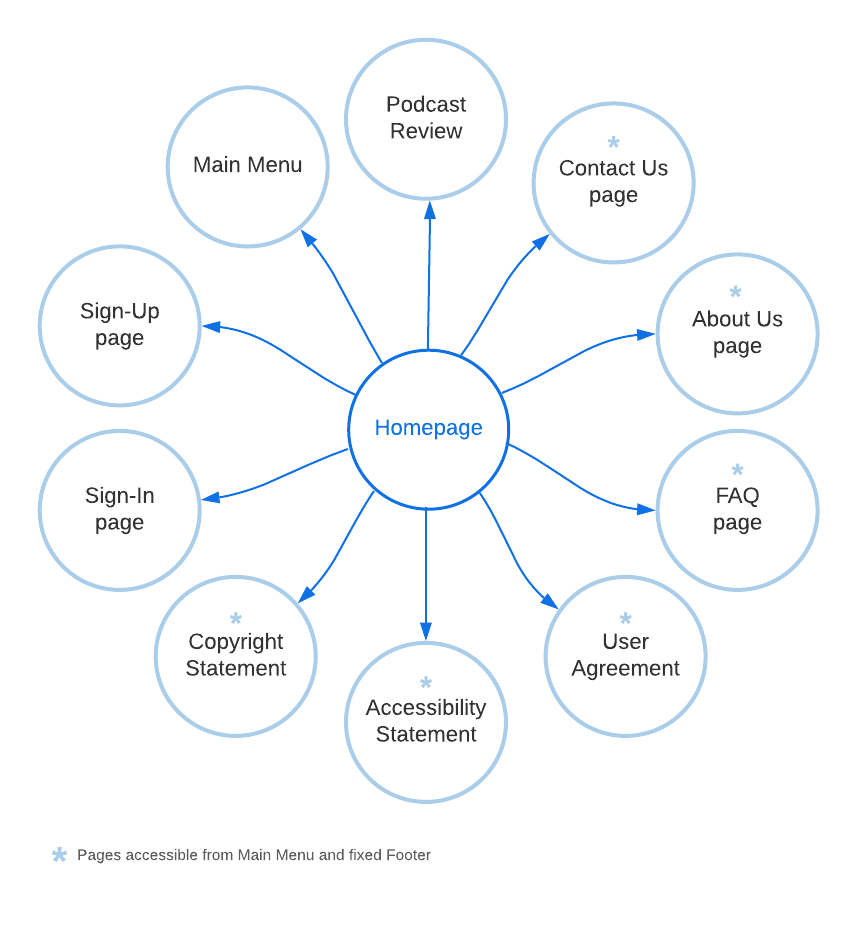 Podcast
Review
Main Menu
*
Contact Us
page
Sign-Up
page
*
About Us
page
Homepage
Sign-In
page
*
FAQ
page
*
Copyright
Statement
*
User
Agreement
*
Accessibility
Statement
* Pages accessible from Main Menu and fixed Footer